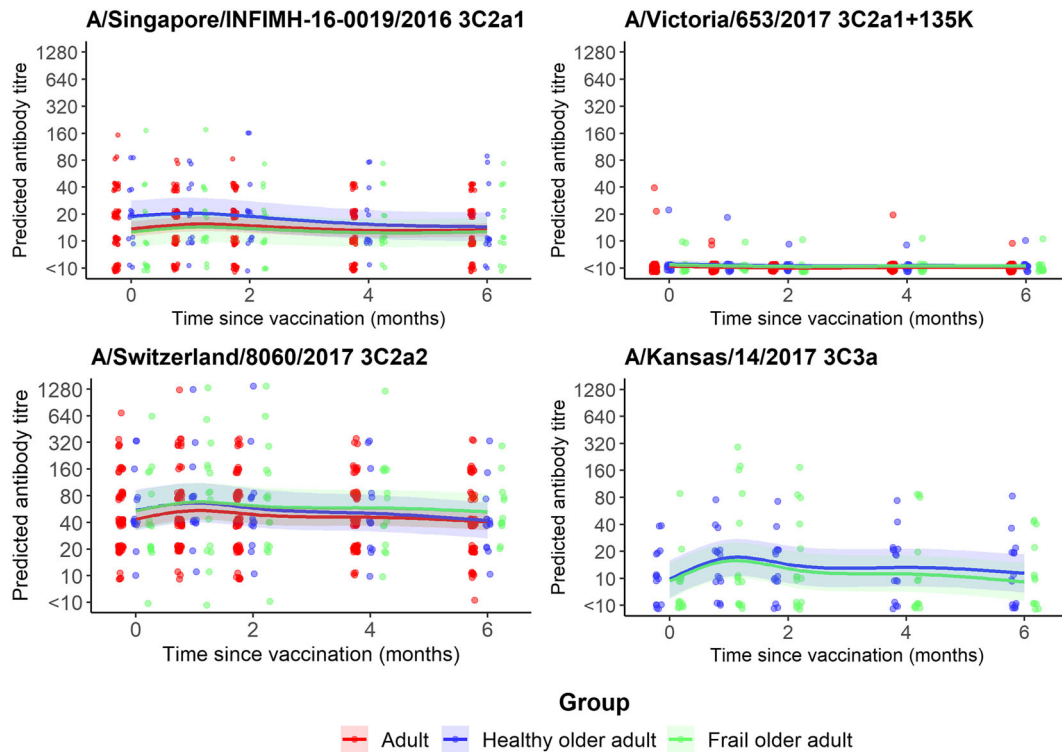 A/Singapore/INFIMH-16-0019/2016 3C2a1
Predicted antibody titre
1280
640
320
160
80
40
20
10
<10
0 2 4 6
Time since vaccination (months)
A/Victoria/653/2017 3C2a1+135K
Predicted antibody titre
1280
640
320
160
80
40
20
10
<10
0 2 4 6
Time since vaccination (months)
A/Switzerland/8060/2017 3C2a2
Predicted antibody titre
1280
640
320
160
80
40
20
10
<10
0 2 4 6
Time since vaccination (months)
A/Kansas/14/2017 3C3a
Predicted antibody titre
1280
640
320
160
80
40
20
10
<10
0 2 4 6
Time since vaccination (months)
Group
Adult Healthy older adult Frail older adult